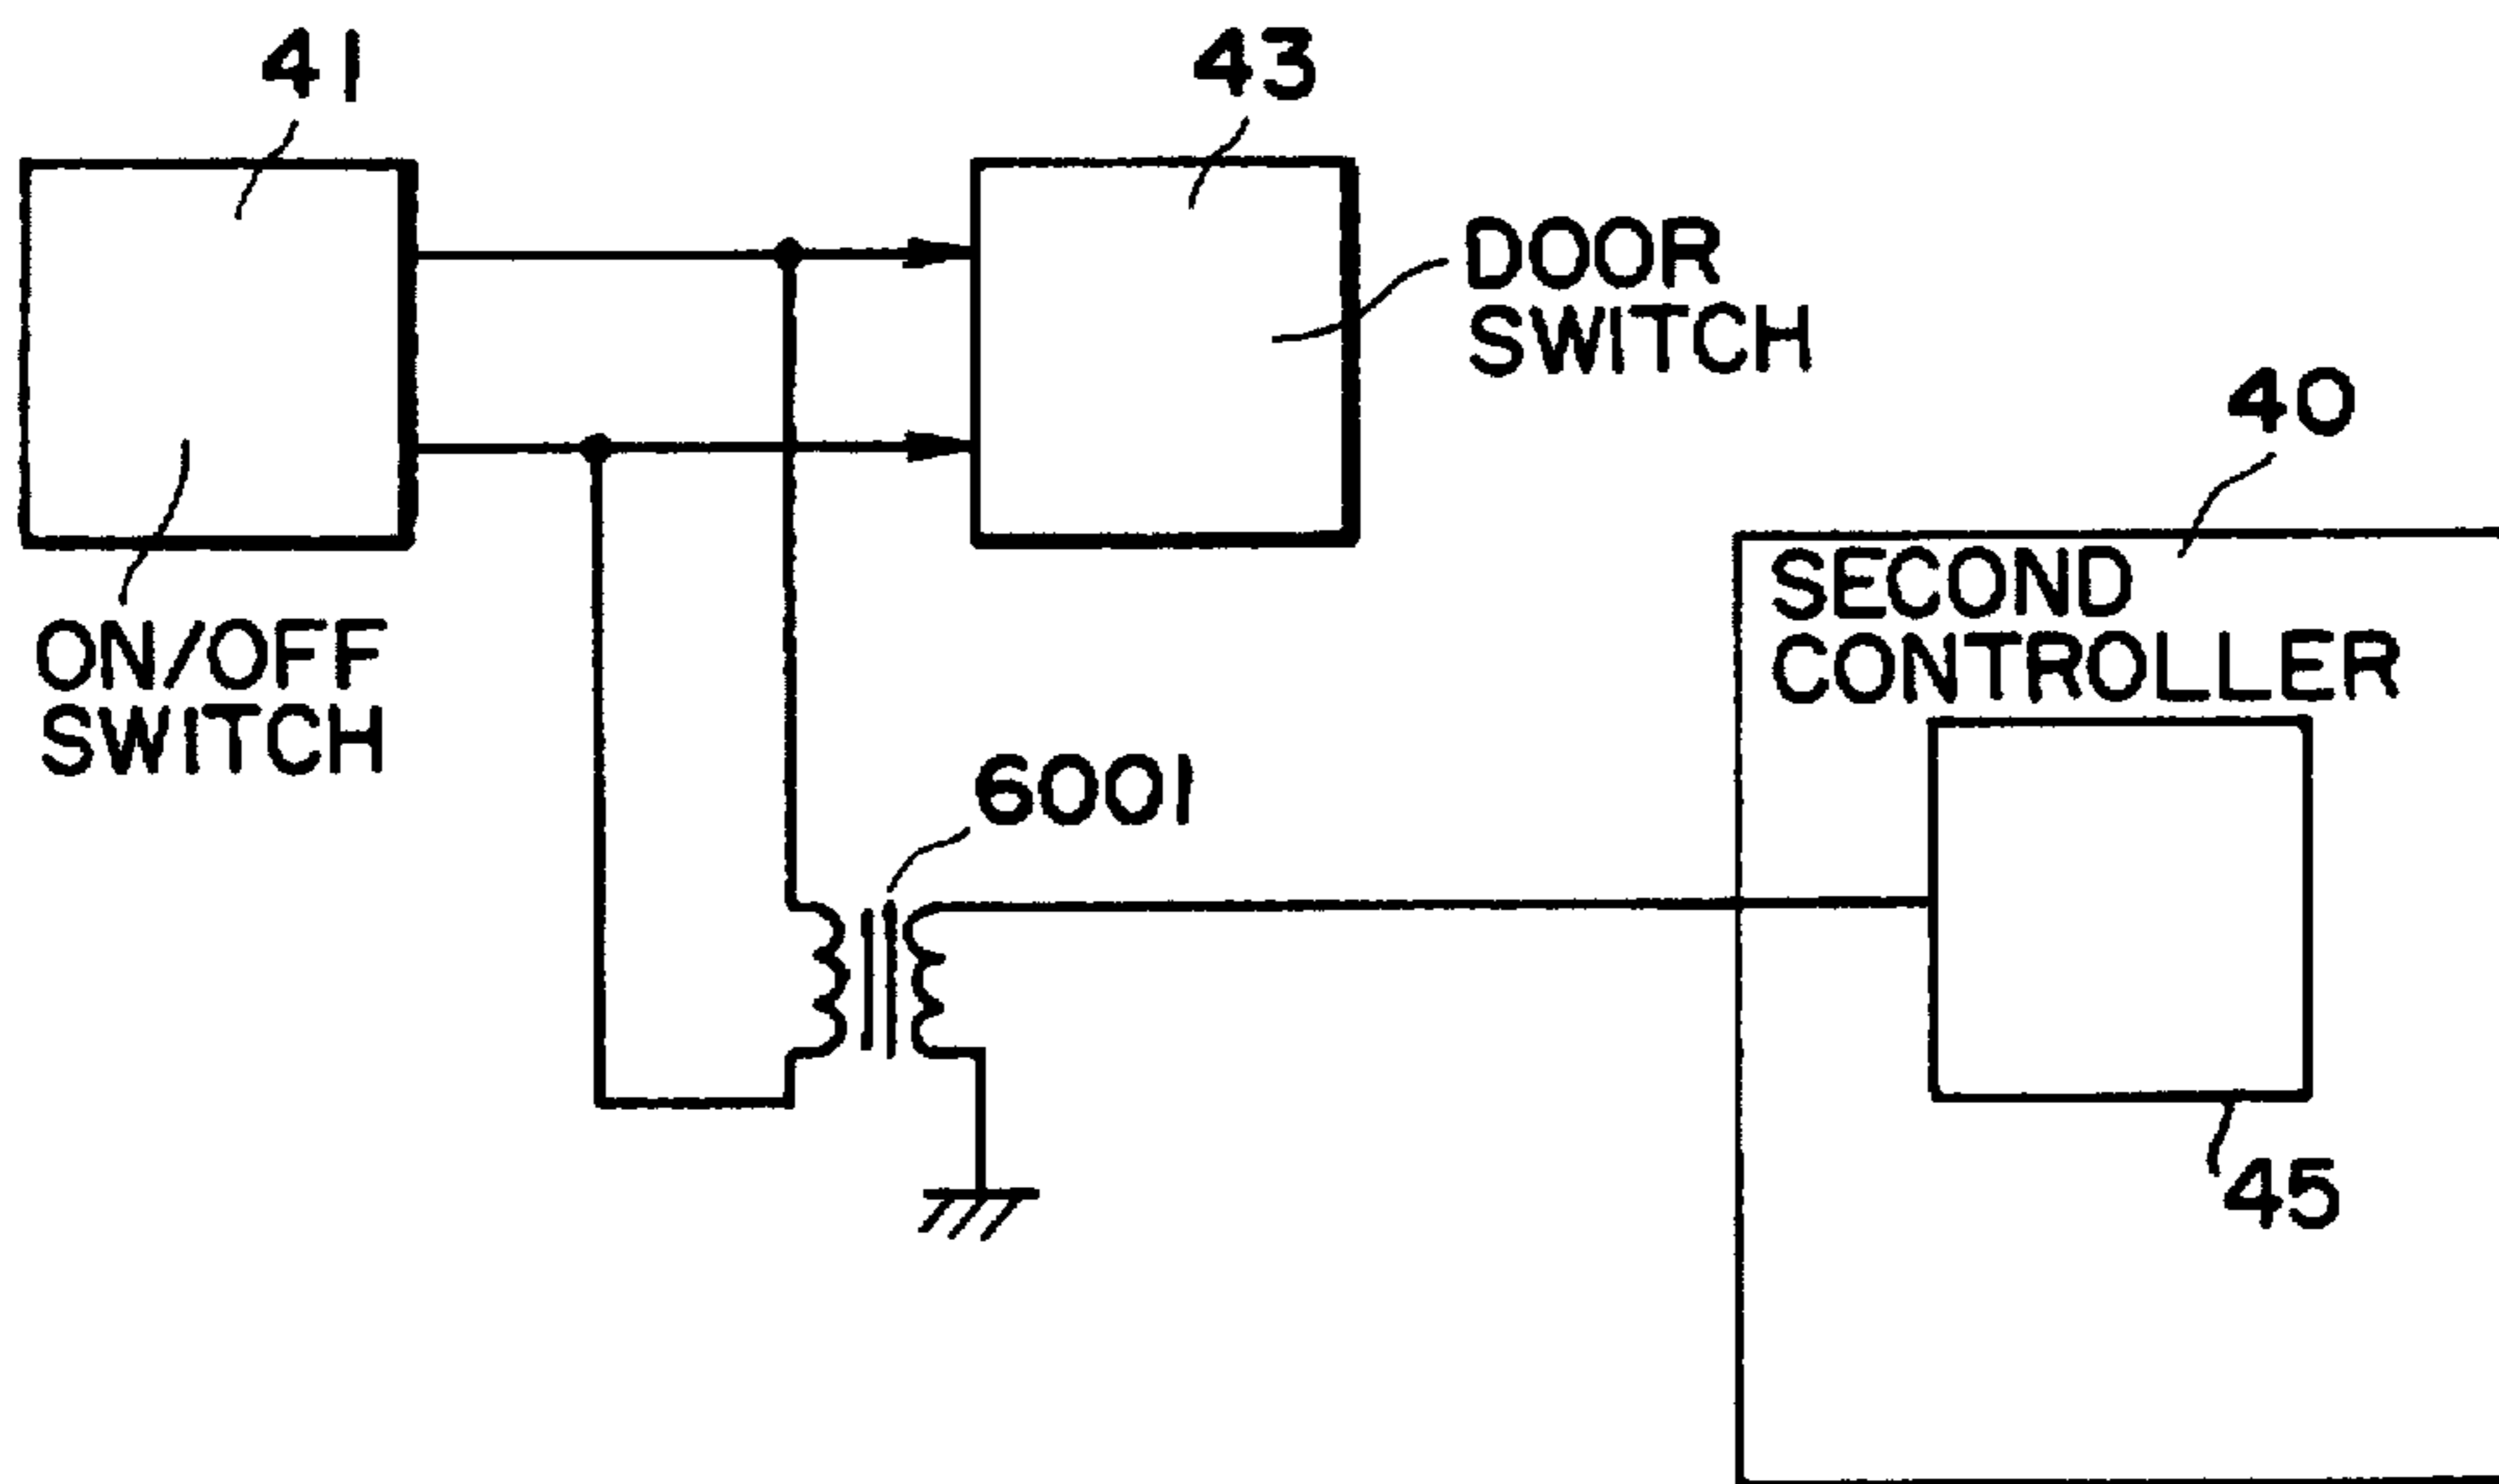 41
43
DOOR
SWITCH
40
ON/OFF
SWITCH
SECOND
CONTROLLER
6001
45